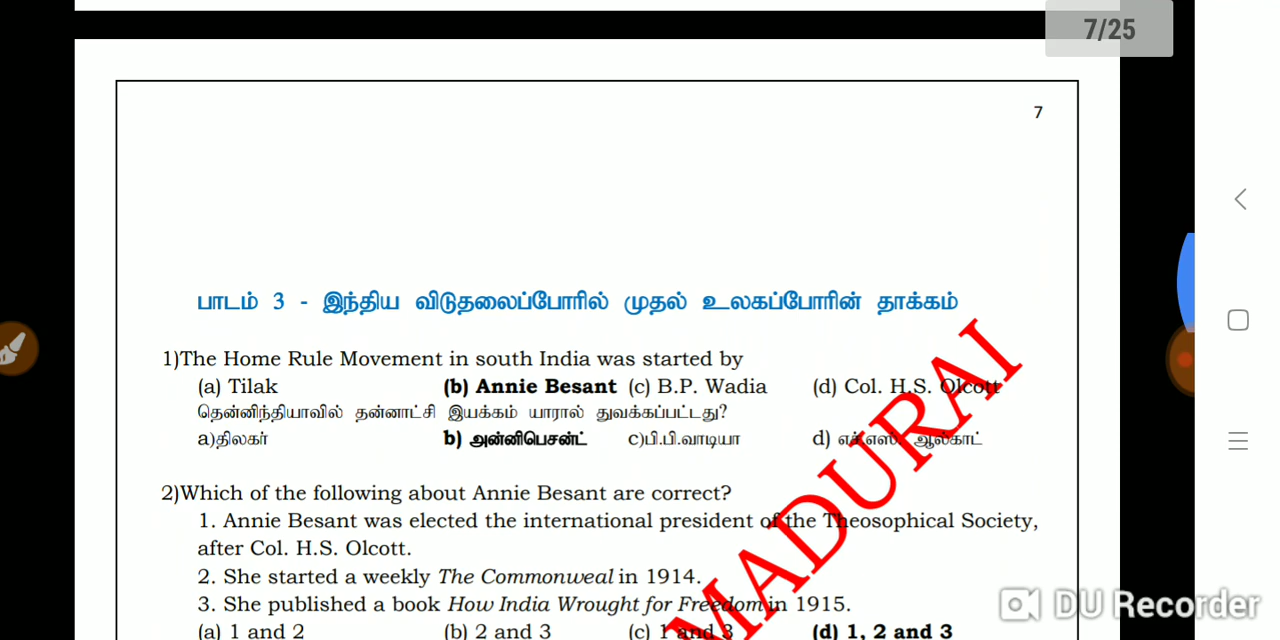 7/25
7
பாடம் 3 - இந்திய விடுதலைப்போரில் முதல் உலகப்போரின் தாக்கம்
1)The Home Rule Movement in south India was started by
(a) Tilak (b) Annie Besant (c) B.P. Wadia (d) Col. H.S. Olcott
தென்னிந்தியாவில் தன்னாட்சி இயக்கம் யாரால் துவக்கப்பட்டது?
a)திலகர் b) அன்னிபெசன்ட் c)பி.பி.வாடியா d) எச்.எஸ். ஆல்காட்
2)Which of the following about Annie Besant are correct?
1. Annie Besant was elected the international president of the Theosophical Society,
after Col. H.S. Olcott.
2. She started a weekly The Commonweal in 1914.
3. She published a book How India Wrought for Freedom in 1915.
(a) 1 and 2 (b) 2 and 3 (c) 1 and 3 (d) 1, 2 and 3
MADURAI
DU Recorder